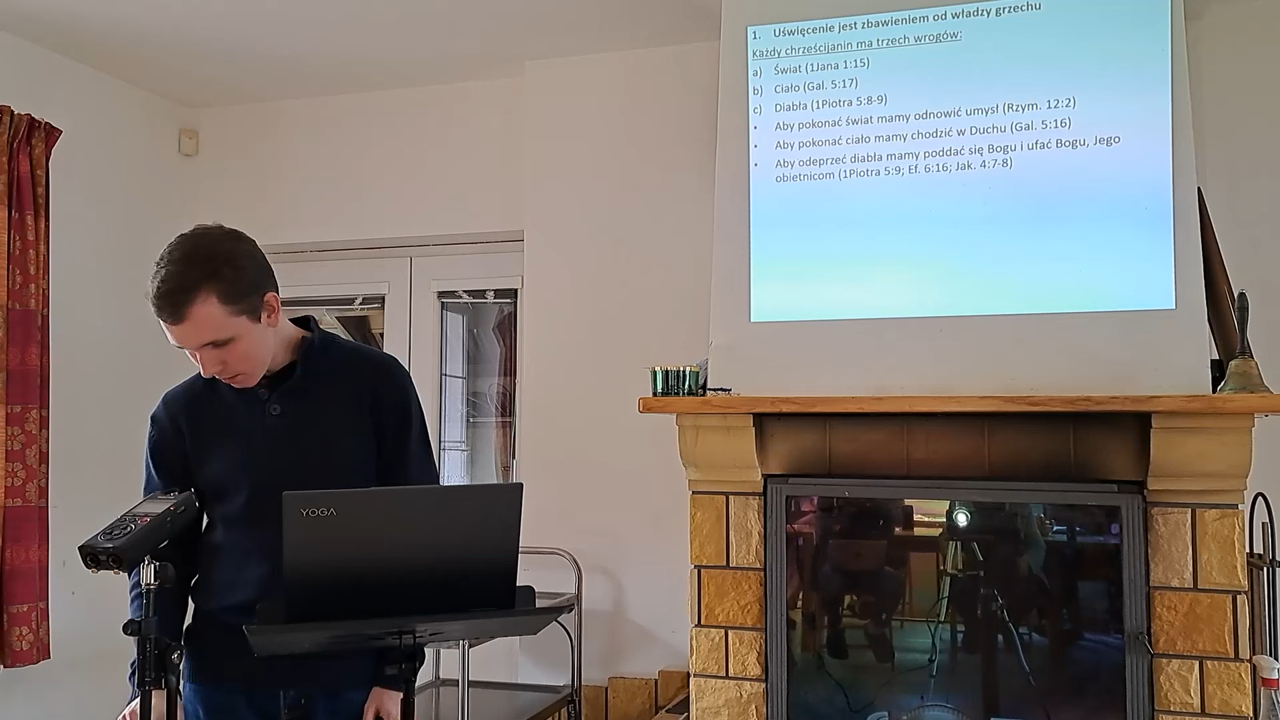 1. Uświęcenie jest zbawieniem od władzy grzechu
Każdy chrześcijanin ma trzech wrogów:
a) Świat (1Jana 1:15)
b) Ciało (Gal. 5:17)
c) Diabła (1Piotra 5:8-9)
• Aby pokonać świat mamy odnowić umysł (Rzym. 12:2)
• Aby pokonać ciało mamy chodzić w Duchu (Gal. 5:16)
• Aby odeprzeć diabła mamy poddać się Bogu i ufać Bogu, Jego
obietnicom (1Piotra 5:9; Ef. 6:16; Jak. 4:7-8)
YOGA